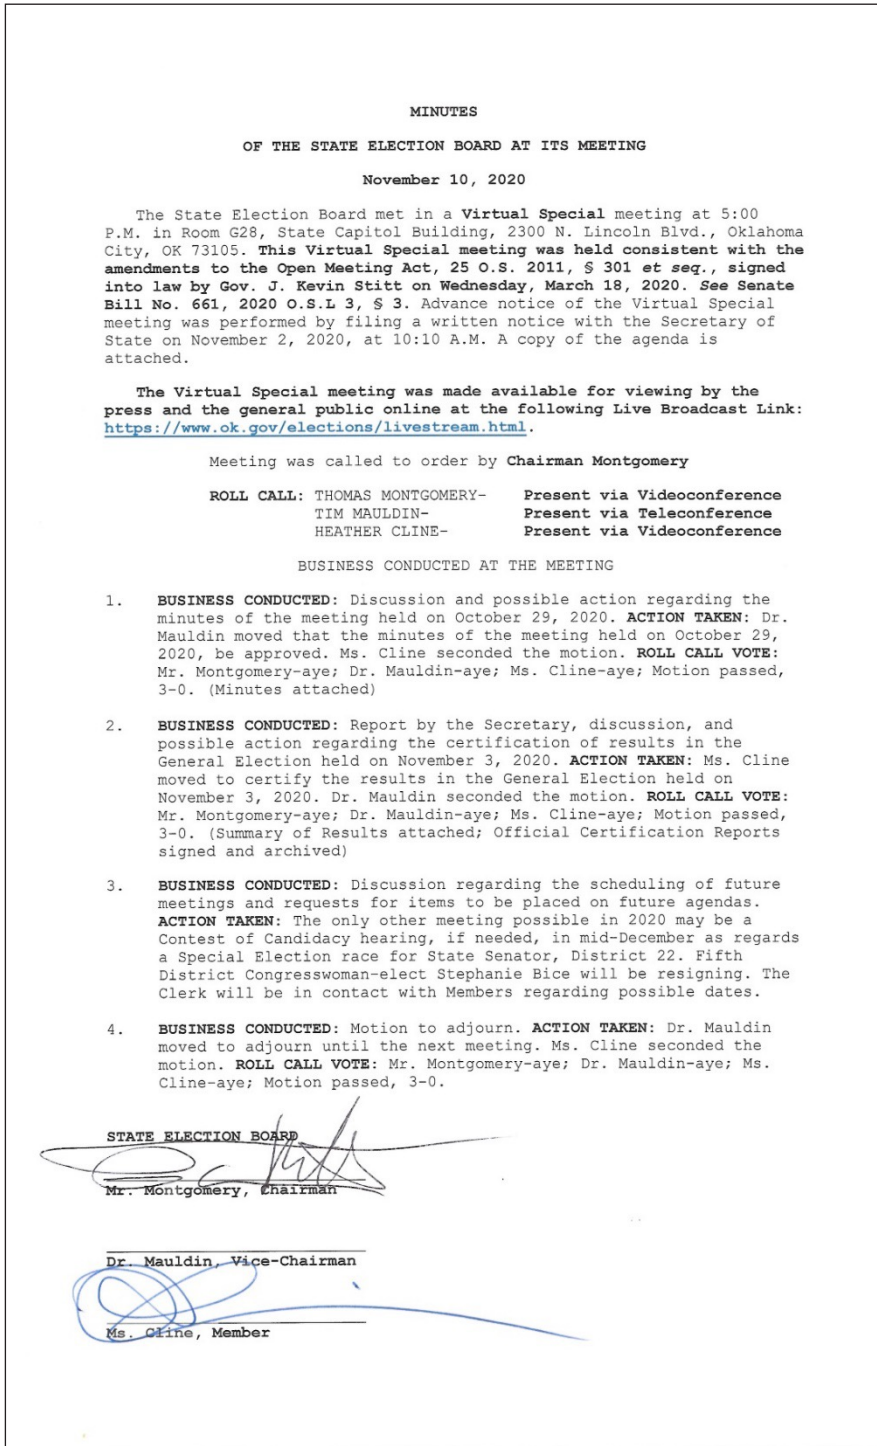 MINUTES
OF THE STATE ELECTION BOARD AT ITS MEETING
November 10, 2020
The State Election Board met in a Virtual Special meeting at 5:00
P.M. in Room G28, State Capitol Building, 2300 N. Lincoln Blvd., Oklahoma
City, OK 73105. This Virtual Special meeting was held consistent with the
amendments to the Open Meeting Act, 25 O.S. 2011, § 301 et seq., signed
into law by Gov. J. Kevin Stitt on Wednesday, March 18, 2020. See Senate
Bill No. 661, 2020 O.S.L 3, § 3. Advance notice of the Virtual Special
meeting was performed by filing a written notice with the Secretary of
State on November 2, 2020, at 10:10 A.M. A copy of the agenda is
attached.
The Virtual Special meeting was made available for viewing by the
press and the general public online at the following Live Broadcast Link:
https://www.ok.gov/elections/livestream.html.
Meeting was called to order by Chairman Montgomery
ROLL CALL: THOMAS MONTGOMERY- Present via Videoconference
TIM MAULDIN- Present via Teleconference
HEATHER CLINE- Present via Videoconference
BUSINESS CONDUCTED AT THE MEETING
1. BUSINESS CONDUCTED: Discussion and possible action regarding the
minutes of the meeting held on October 29, 2020. ACTION TAKEN: Dr.
Mauldin moved that the minutes of the meeting held on October 29,
2020, be approved. Ms. Cline seconded the motion. ROLL CALL VOTE:
Mr. Montgomery-aye; Dr. Mauldin-aye; Ms. Cline-aye; Motion passed,
3-0. (Minutes attached)
2. BUSINESS CONDUCTED: Report by the Secretary, discussion, and
possible action regarding the certification of results in the
General Election held on November 3, 2020. ACTION TAKEN: Ms. Cline
moved to certify the results in the General Election held on
November 3, 2020. Dr. Mauldin seconded the motion. ROLL CALL VOTE:
Mr. Montgomery-aye; Dr. Mauldin-aye; Ms. Cline-aye; Motion passed,
3-0. (Summary of Results attached; Official Certification Reports
signed and archived)
3. BUSINESS CONDUCTED: Discussion regarding the scheduling of future
meetings and requests for items to be placed on future agendas.
ACTION TAKEN: The only other meeting possible in 2020 may be a
Contest of Candidacy hearing, if needed, in mid-December as regards
a Special Election race for State Senator, District 22. Fifth
District Congresswoman-elect Stephanie Bice will be resigning. The
Clerk will be in contact with Members regarding possible dates.
4. BUSINESS CONDUCTED: Motion to adjourn. ACTION TAKEN: Dr. Mauldin
moved to adjourn until the next meeting. Ms. Cline seconded the
motion. ROLL CALL VOTE: Mr. Montgomery-aye; Dr. Mauldin-aye; Ms.
Cline-aye; Motion passed, 3-0.
STATE ELECTION BOARD
Mr. Montgomery, Chairman
Dr. Mauldin, Vice-Chairman
Ms. Cline, Member